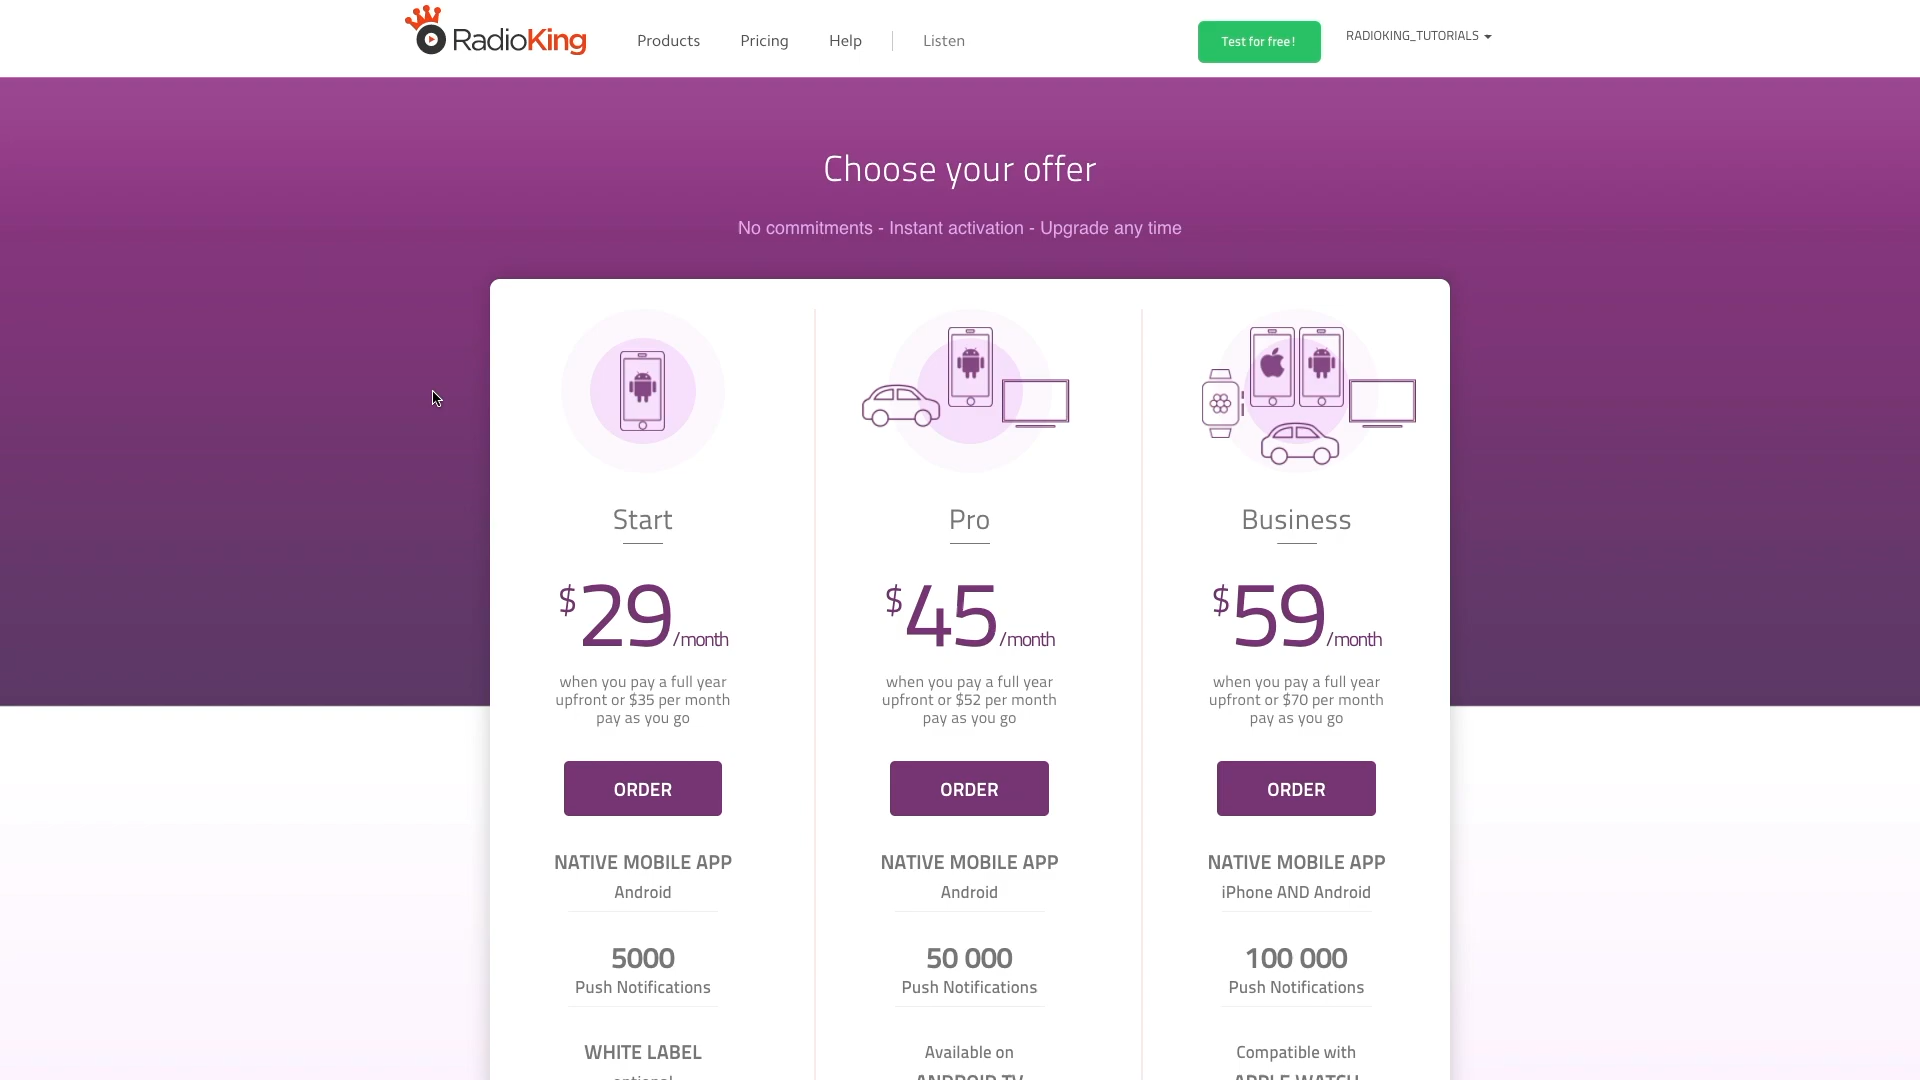 RadioKing
Products
Pricing
Help
Listen
Test for free!
RADIOKING_TUTORIALS
Choose your offer
No commitments - Instant activation - Upgrade any time
Start
$29/month
when you pay a full year
upfront or $35 per month
pay as you go
ORDER
NATIVE MOBILE APP
Android
5000
Push Notifications
WHITE LABEL
optional
Pro
$45/month
when you pay a full year
upfront or $52 per month
pay as you go
ORDER
NATIVE MOBILE APP
Android
50 000
Push Notifications
Available on
ANDROID TV
Business
$59/month
when you pay a full year
upfront or $70 per month
pay as you go
ORDER
NATIVE MOBILE APP
iPhone AND Android
100 000
Push Notifications
Compatible with
APPLE WATCH